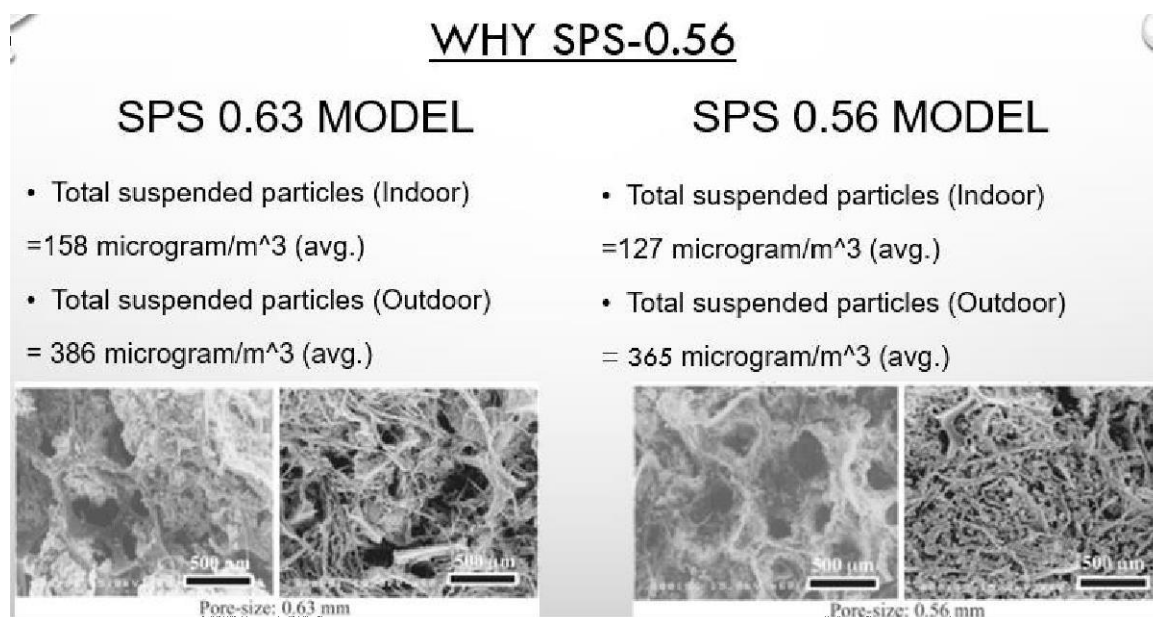 WHY SPS-0.56
SPS 0.63 MODEL
• Total suspended particles (Indoor)
=158 microgram/m^3 (avg.)
• Total suspended particles (Outdoor)
= 386 microgram/m^3 (avg.)
500 μm
500 μm
Pore-size: 0.63 mm
SPS 0.56 MODEL
• Total suspended particles (Indoor)
=127 microgram/m^3 (avg.)
• Total suspended particles (Outdoor)
= 365 microgram/m^3 (avg.)
500 μm
500 μm
Pore-size: 0.56 mm